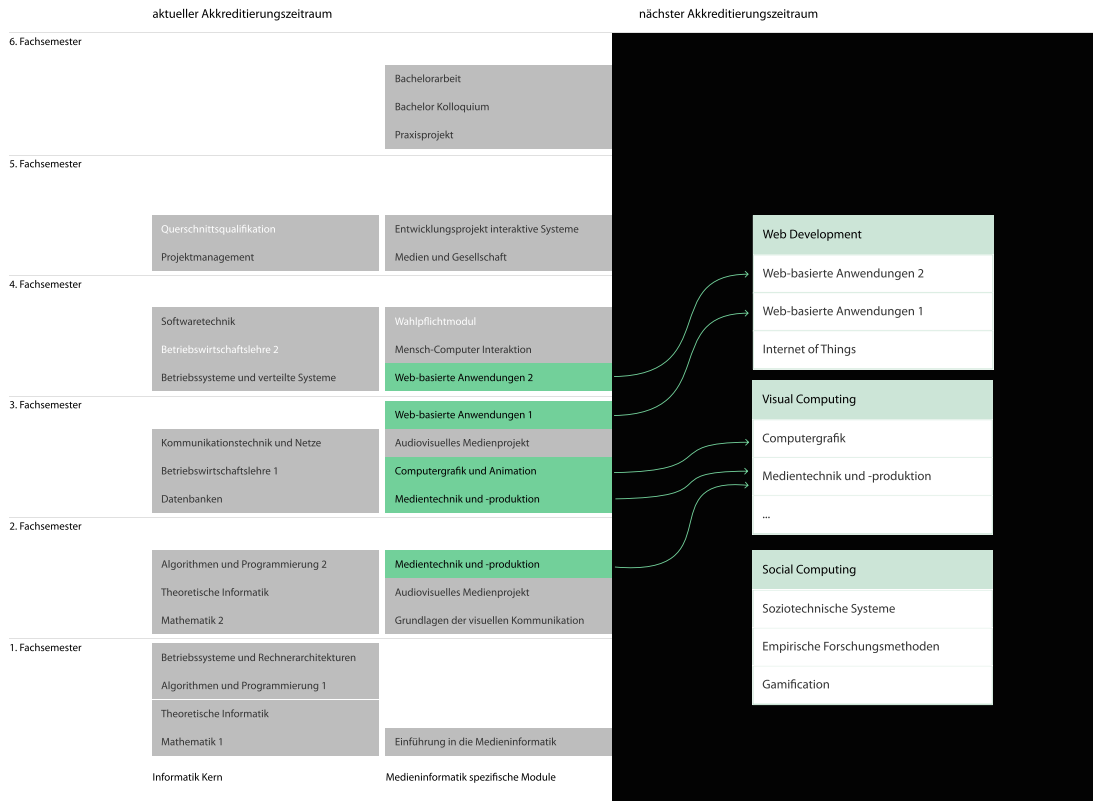 aktueller Akkreditierungszeitraum
nächster Akkreditierungszeitraum
6. Fachsemester
Bachelorarbeit
Bachelor Kolloquium
Praxisprojekt
5. Fachsemester
Querschnittsqualifikation
Projektmanagement
Entwicklungsprojekt interaktive Systeme
Medien und Gesellschaft
4. Fachsemester
Softwaretechnik
Betriebswirtschaftslehre 2
Betriebssysteme und verteilte Systeme
Wahlpflichtmodul
Mensch-Computer Interaktion
Web-basierte Anwendungen 2
3. Fachsemester
Web-basierte Anwendungen 1
Kommunikationstechnik und Netze
Betriebswirtschaftslehre 1
Datenbanken
Audiovisuelles Medienprojekt
Computergrafik und Animation
Medientechnik und -produktion
2. Fachsemester
Algorithmen und Programmierung 2
Theoretische Informatik
Mathematik 2
Medientechnik und -produktion
Audiovisuelles Medienprojekt
Grundlagen der visuellen Kommunikation
1. Fachsemester
Betriebssysteme und Rechnerarchitekturen
Algorithmen und Programmierung 1
Theoretische Informatik
Mathematik 1
Einführung in die Medieninformatik
Informatik Kern
Medieninformatik spezifische Module
Web Development
Web-basierte Anwendungen 2
Web-basierte Anwendungen 1
Internet of Things
Visual Computing
Computergrafik
Medientechnik und -produktion
...
Social Computing
Soziotechnische Systeme
Empirische Forschungsmethoden
Gamification